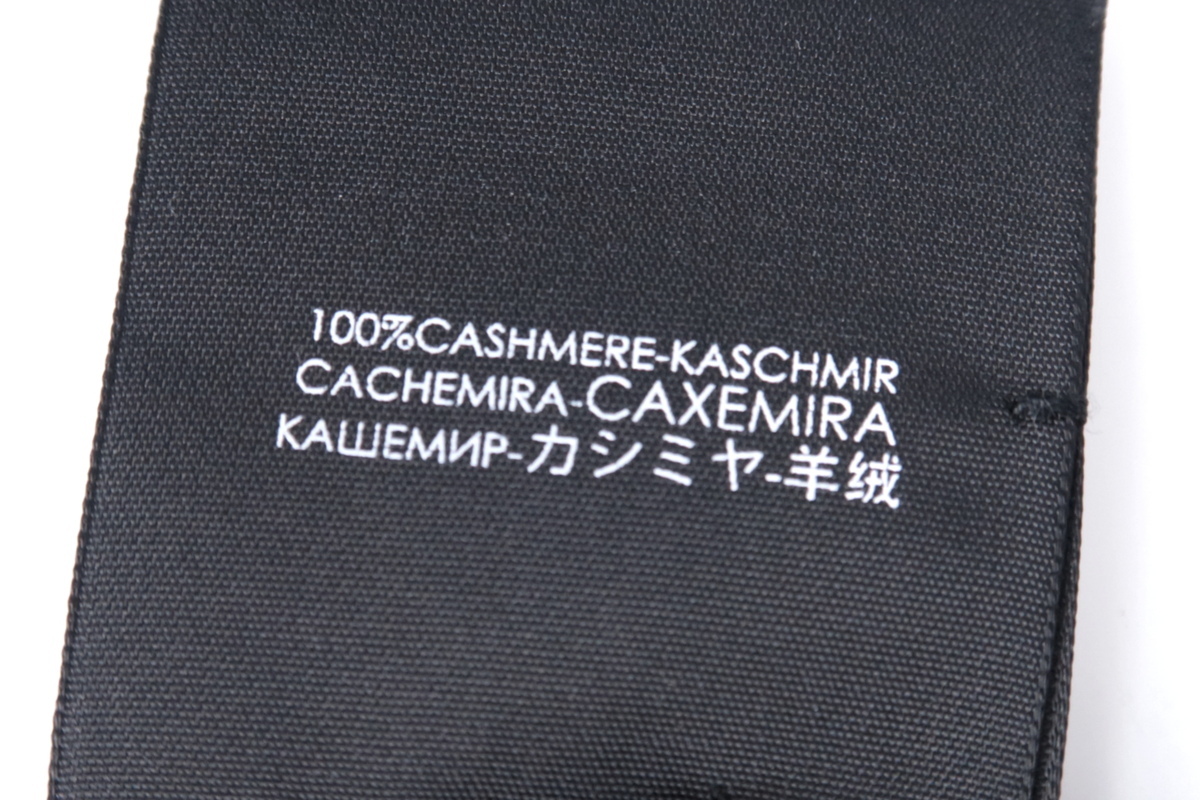 100%CASHMERE-KASCHMIR
CACHEMIRA-CAXEMIRA
КАШЕМИР-カシミヤ-羊绒